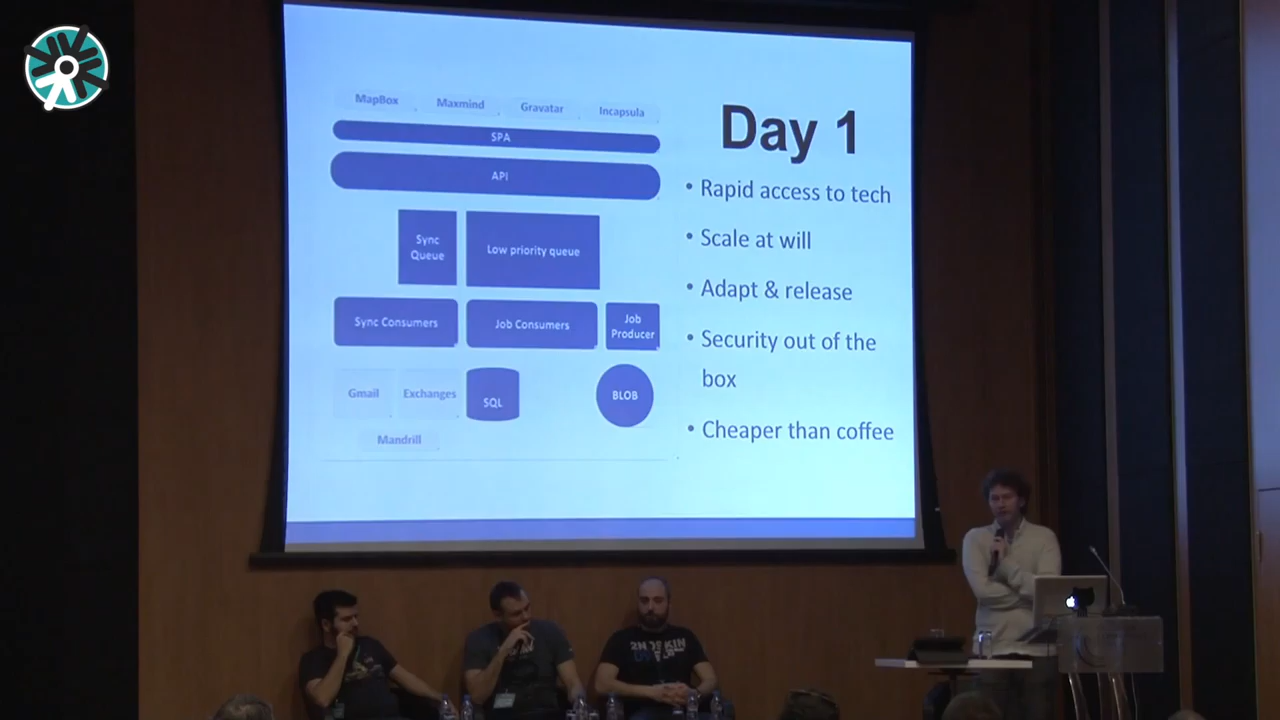 MapBox
Maxmind
Gravatar
Incapsula
SPA
API
Sync
Queue
Low priority queue
Sync Consumers
Job Consumers
Job
Producer
Gmail
Exchanges
SQL
BLOB
Mandrill
Day 1
• Rapid access to tech
• Scale at will
• Adapt & release
• Security out of the
box
• Cheaper than coffee